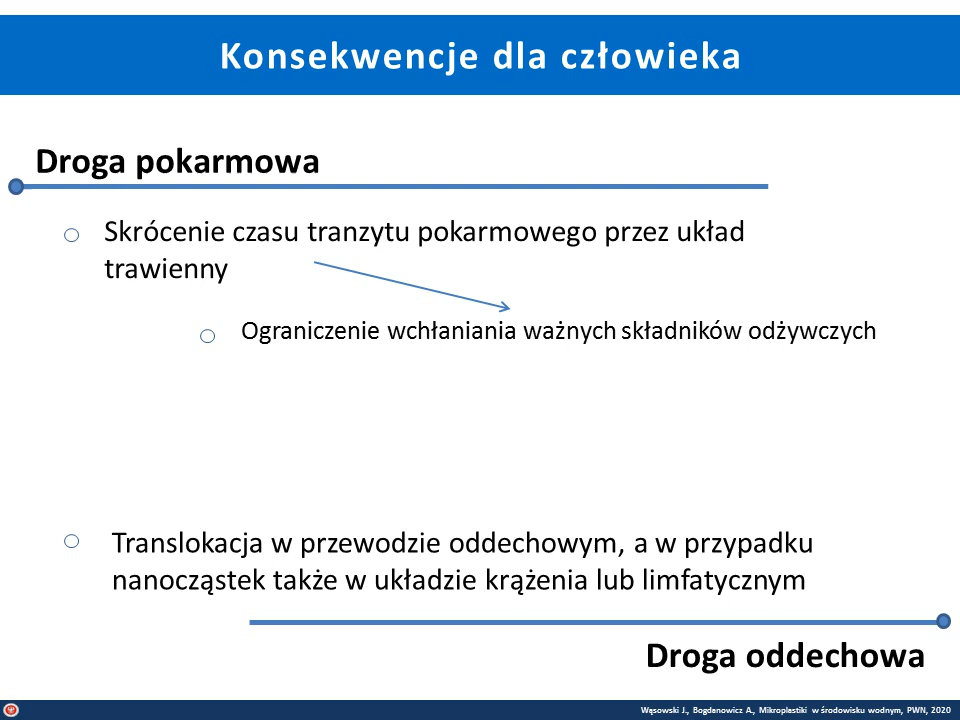 Konsekwencje dla człowieka
Droga pokarmowa
Skrócenie czasu tranzytu pokarmowego przez układ
trawienny
Ograniczenie wchłaniania ważnych składników odżywczych
Translokacja w przewodzie oddechowym, a w przypadku
nanocząstek także w układzie krążenia lub limfatycznym
Droga oddechowa
Wąsowski J., Bogdanowicz A., Mikroplastiki w środowisku wodnym, PWN, 2020